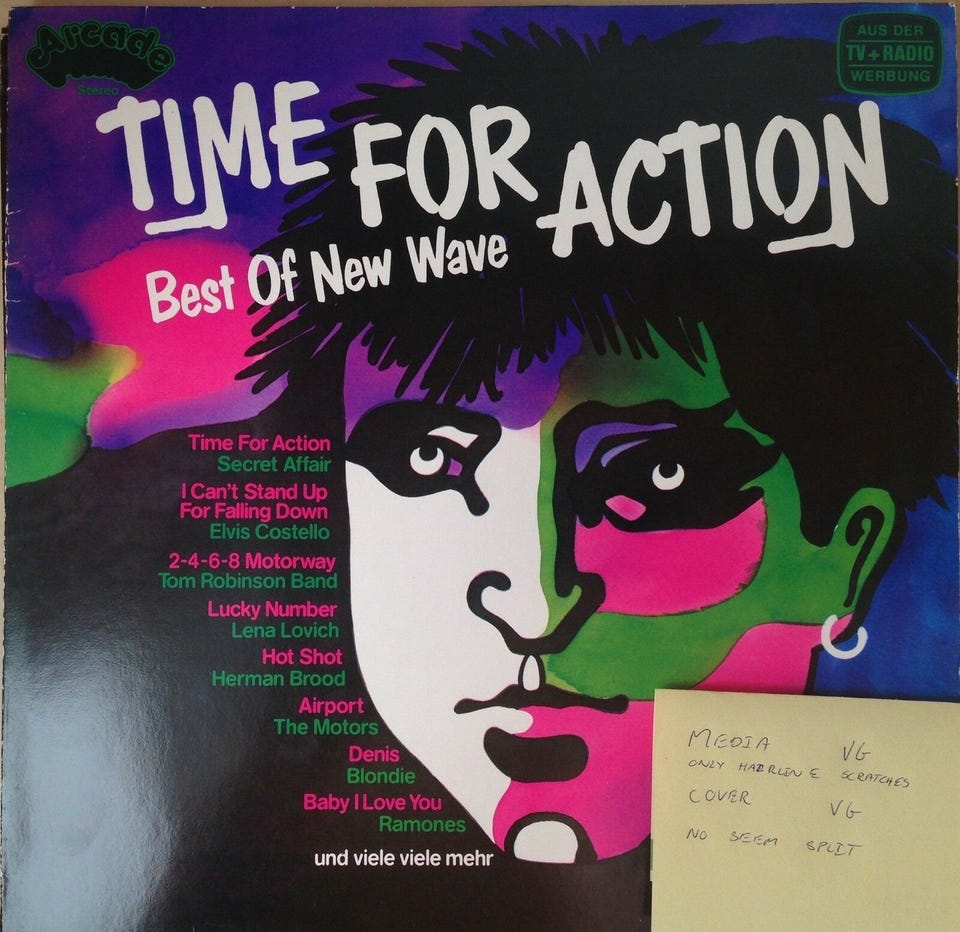 Arcade
Stereo
AUS DER
TV+RADIO
WERBUNG
TIME FOR ACTION
Best Of New Wave
Time For Action
Secret Affair
I Can't Stand Up
For Falling Down
Elvis Costello
2-4-6-8 Motorway
Tom Robinson Band
Lucky Number
Lena Lovich
Hot Shot
Herman Brood
Airport
The Motors
Denis
Blondie
Baby I Love You
Ramones
und viele viele mehr
MEDIA VG
ONLY HAIRLINE SCRATCHES
COVER VG
NO SEEM SPLIT